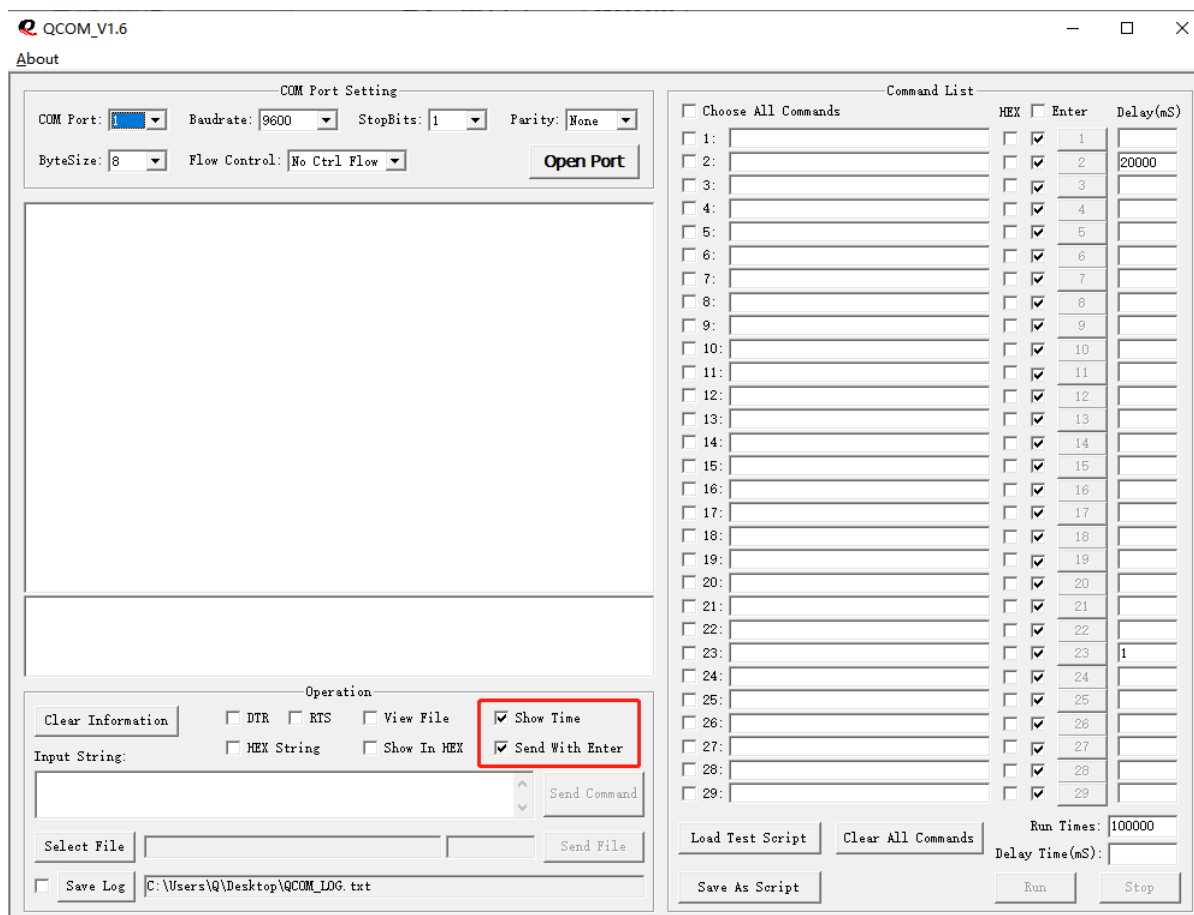 QCOM_V1.6
About
COM Port Setting
COM Port: 1 Baudrate: 9600 StopBits: 1 Parity: None
ByteSize: 8 Flow Control: No Ctrl Flow Open Port
Operation
Clear Information DTR RTS View File Show Time
HEX String Show In HEX Send With Enter
Input String:
Send Command
Select File Send File
Save Log C:\Users\Q\Desktop\QCOM_LOG.txt
Command List
Choose All Commands HEX Enter Delay(mS)
1: 1
2: 2 20000
3: 3
4: 4
5: 5
6: 6
7: 7
8: 8
9: 9
10: 10
11: 11
12: 12
13: 13
14: 14
15: 15
16: 16
17: 17
18: 18
19: 19
20: 20
21: 21
22: 22
23: 23 1
24: 24
25: 25
26: 26
27: 27
28: 28
29: 29
Load Test Script Clear All Commands Run Times: 100000
Delay Time(mS):
Save As Script Run Stop